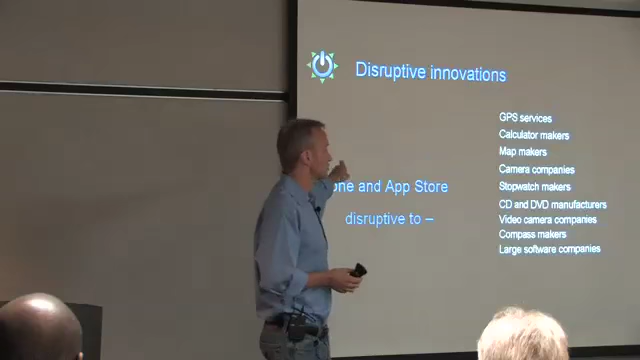 Disruptive innovations
one and App Store
disruptive to –
GPS services
Calculator makers
Map makers
Camera companies
Stopwatch makers
CD and DVD manufacturers
Video camera companies
Compass makers
Large software companies